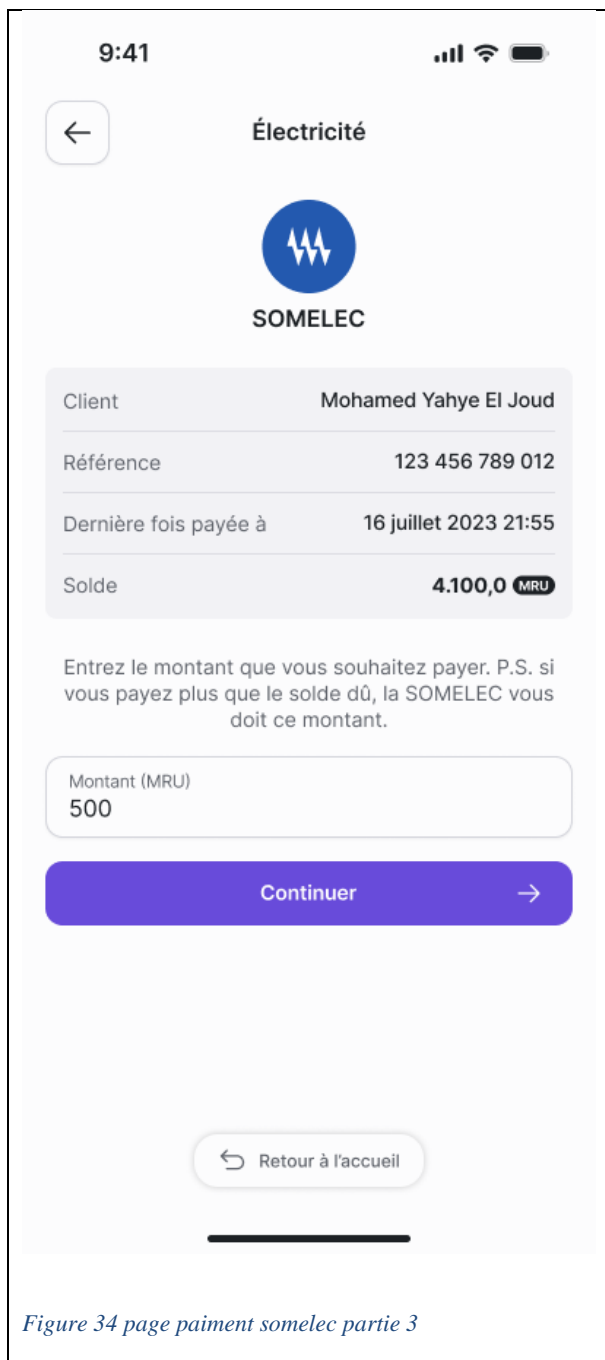 9:41
Électricité
SOMELEC
Client Mohamed Yahye El Joud
Référence 123 456 789 012
Dernière fois payée à 16 juillet 2023 21:55
Solde 4.100,0 MRU
Entrez le montant que vous souhaitez payer. P.S. si
vous payez plus que le solde dû, la SOMELEC vous
doit ce montant.
Montant (MRU)
500
Continuer
Retour à l'accueil
Figure 34 page paiment somelec partie 3